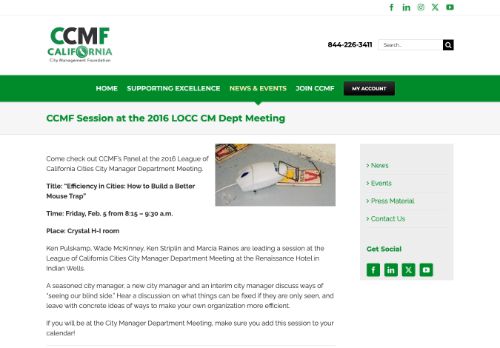 CCMF
CALIFORNIA
City Management Foundation
844-226-3411
Search...
HOME
SUPPORTING EXCELLENCE
NEWS & EVENTS
JOIN CCMF
MY ACCOUNT
CCMF Session at the 2016 LOCC CM Dept Meeting
Come check out CCMF's Panel at the 2016 League of
California Cities City Manager Department Meeting.
Title: "Efficiency in Cities: How to Build a Better
Mouse Trap"
Time: Friday, Feb. 5 from 8:15 – 9:30 a.m.
Place: Crystal H-I room
Ken Pulskamp, Wade McKinney, Ken Striplin and Marcia Raines are leading a session at the
League of California Cities City Manager Department Meeting at the Renaissance Hotel in
Indian Wells.
A seasoned city manager, a new city manager and an interim city manager discuss ways of
"seeing our blind side." Hear a discussion on what things can be fixed if they are only seen, and
leave with concrete ideas of ways to make your own organization more efficient.
If you will be at the City Manager Department Meeting, make sure you add this session to your
calendar!
> News
> Events
> Press Material
> Contact Us
Get Social